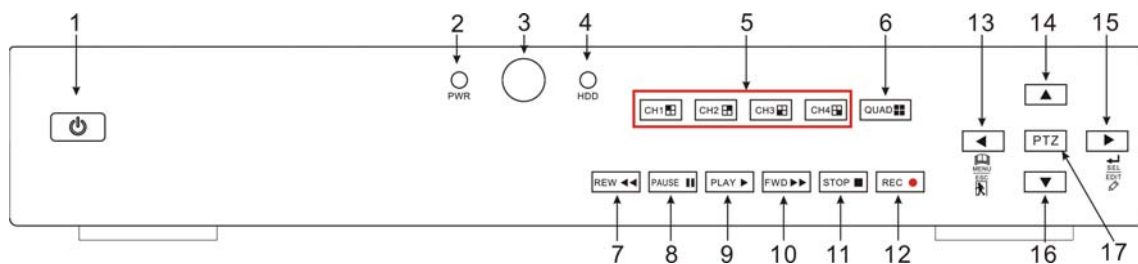 1 2 3 4 5 6 13 14 15
PWR HDD
CH1 CH2 CH3 CH4 QUAD
PTZ
MENU
ESC
SEL
EDIT
REW PAUSE PLAY FWD STOP REC
7 8 9 10 11 12 16 17